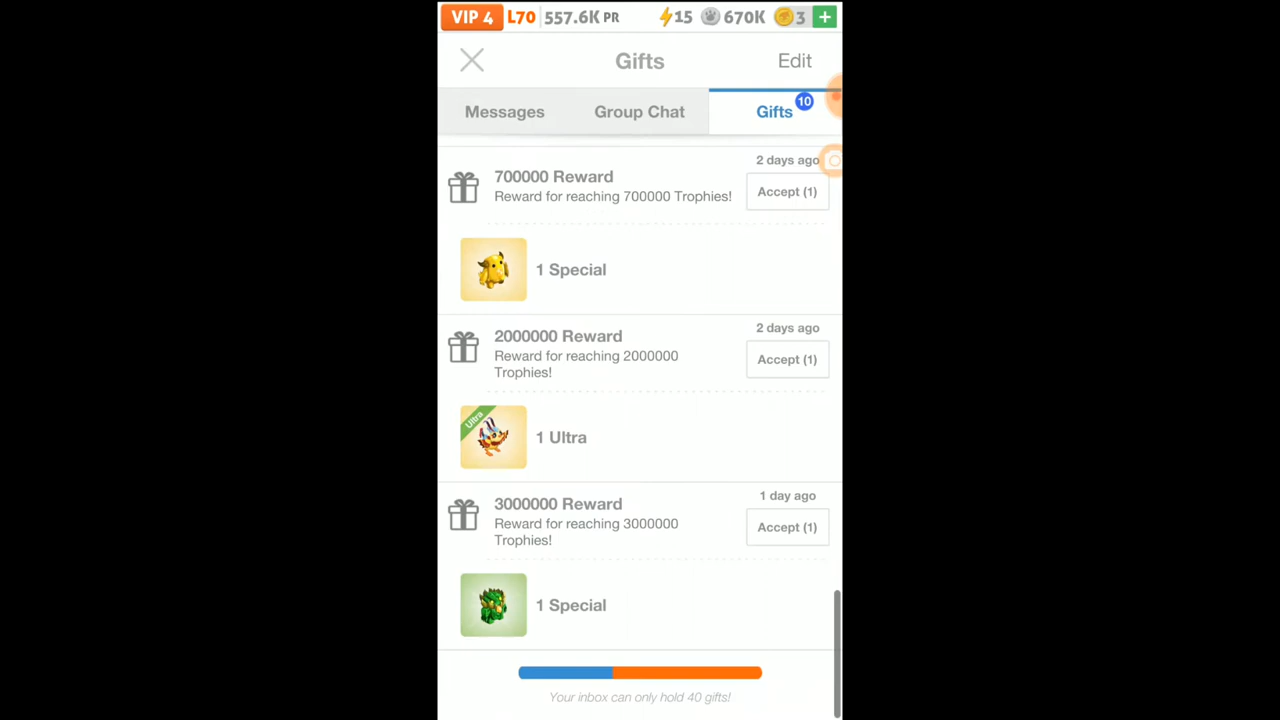 VIP 4 L70 557.6K PR 15 670K 3 +
Gifts Edit
Messages Group Chat Gifts 10
2 days ago
700000 Reward
Reward for reaching 700000 Trophies!
Accept (1)
1 Special
2 days ago
2000000 Reward
Reward for reaching 2000000
Trophies!
Accept (1)
Ultra
1 Ultra
1 day ago
3000000 Reward
Reward for reaching 3000000
Trophies!
Accept (1)
1 Special
Your inbox can only hold 40 gifts!